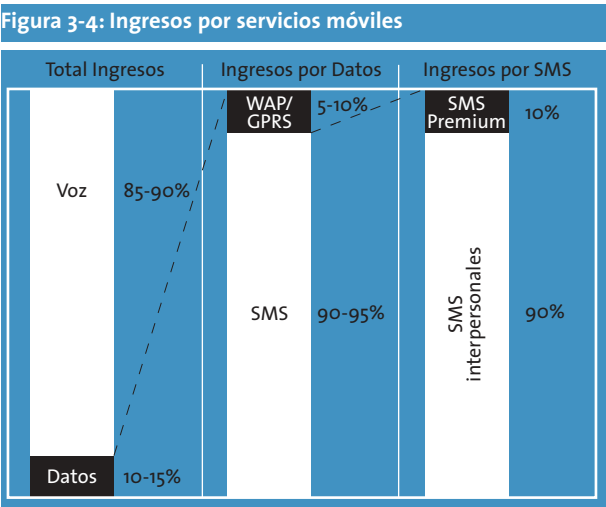 Figura 3-4: Ingresos por servicios móviles
Total Ingresos
Ingresos por Datos
Ingresos por SMS
Voz
85-90%
Datos
10-15%
WAP/
GPRS
5-10%
SMS
90-95%
SMS
Premium
10%
SMS
interpersonales
90%